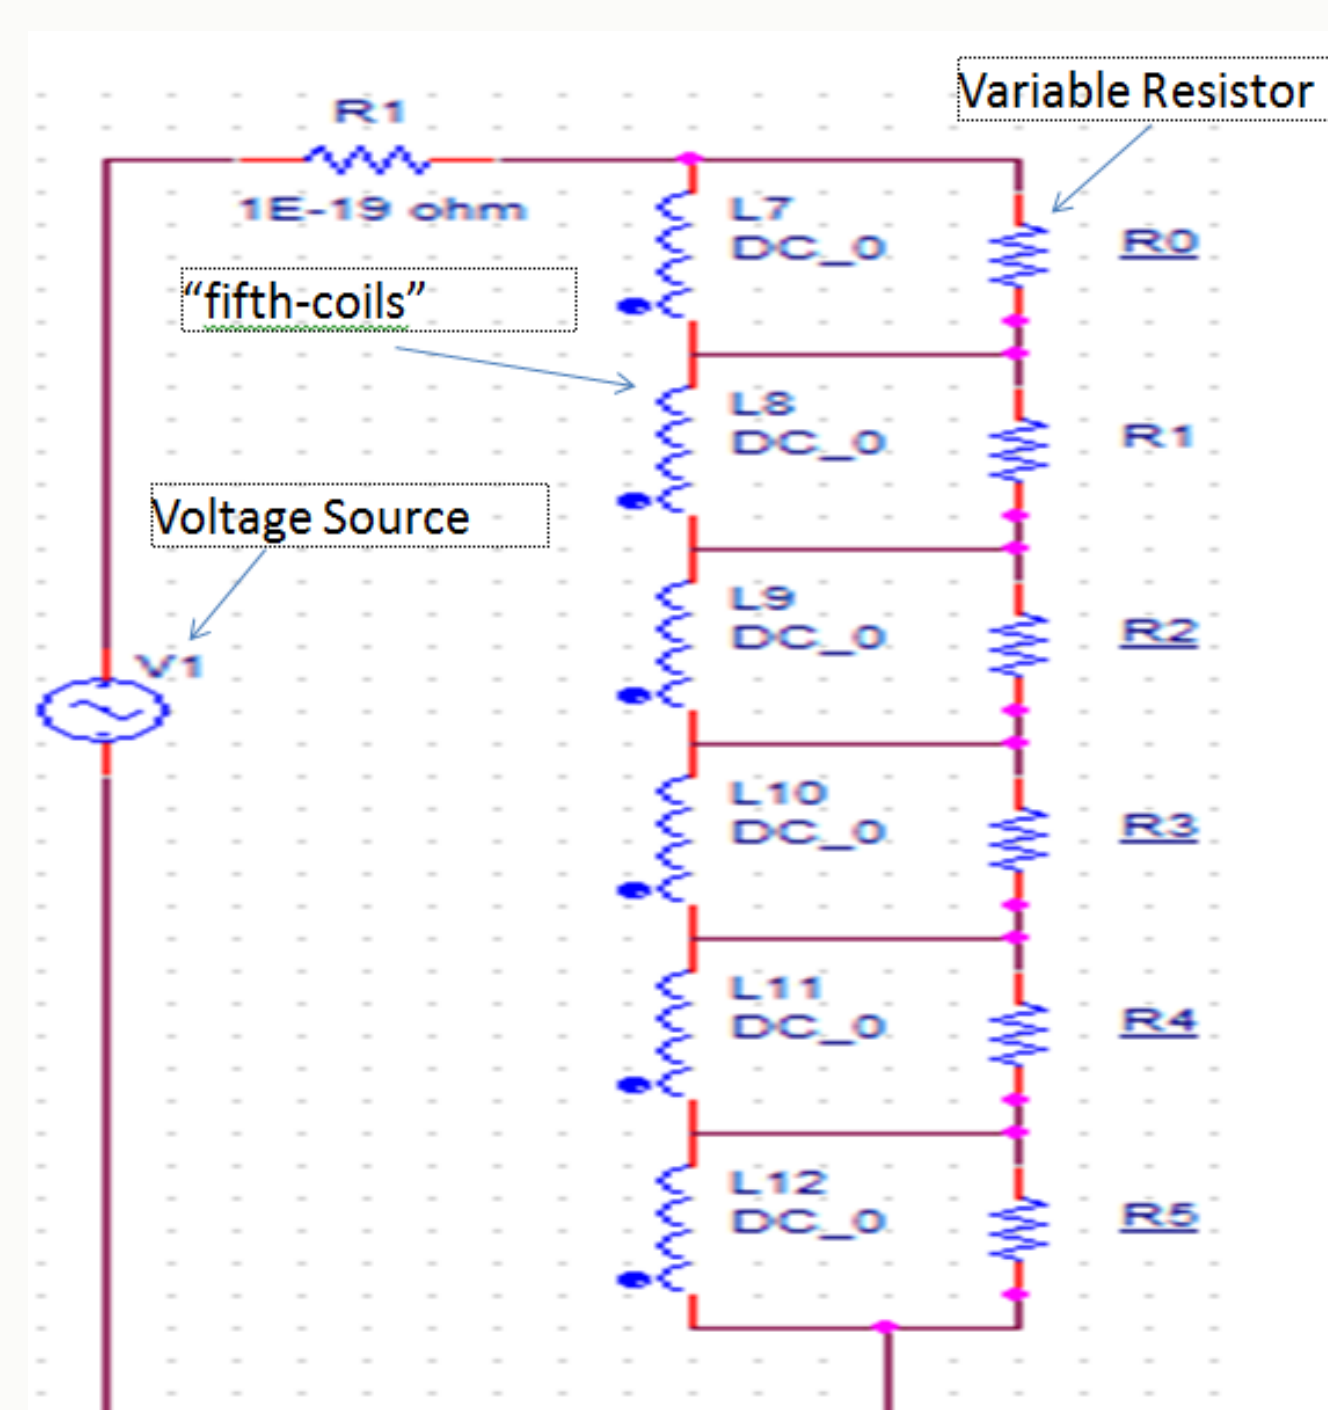 Variable Resistor
R1
1E-19 ohm
L7
DC_0
R0
“fifth-coils”
L8
DC_0
R1
Voltage Source
L9
DC_0
R2
V1
L10
DC_0
R3
L11
DC_0
R4
L12
DC_0
R5